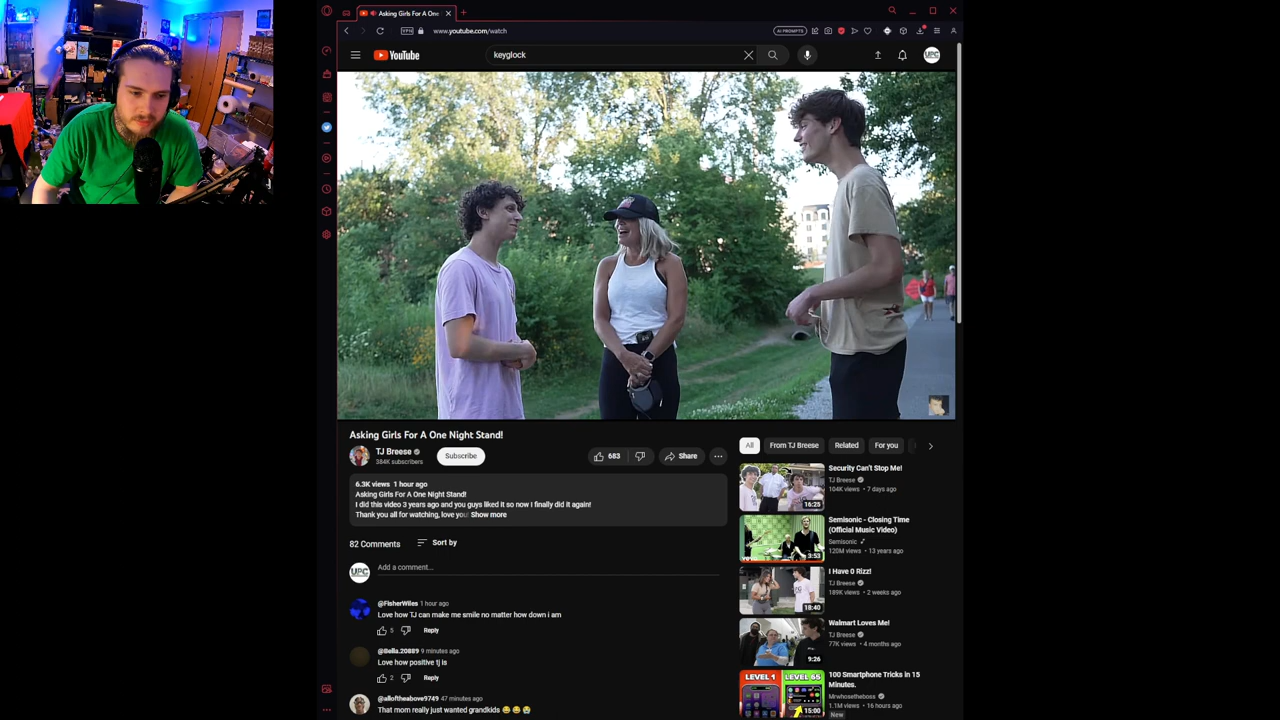 Asking Girls For A One
VPN
www.youtube.com/watch
AI PROMPTS
YouTube
keyglock
UPC
Asking Girls For A One Night Stand!
TJ Breese
384K subscribers
Subscribe
683
Share
6.3K views 1 hour ago
Asking Girls For A One Night Stand!
I did this video 3 years ago and you guys liked it so now I finally did it again!
Thank you all for watching, love you Show more
82 Comments
Sort by
UPC
Add a comment...
@FisherWiles 1 hour ago
Love how TJ can make me smile no matter how down i am
5
Reply
@Bella.20889 9 minutes ago
Love how positive tj is
2
Reply
@alloftheabove9749 47 minutes ago
That mom really just wanted grandkids 😂😂😭
All
From TJ Breese
Related
For you
16:25
Security Can't Stop Me!
TJ Breese
104K views • 7 days ago
3:53
Semisonic - Closing Time
(Official Music Video)
Semisonic
120M views • 13 years ago
18:40
I Have 0 Rizz!
TJ Breese
189K views • 2 weeks ago
9:26
Walmart Loves Me!
TJ Breese
77K views • 4 months ago
LEVEL 1
LEVEL 65
15:00
100 Smartphone Tricks in 15
Minutes.
Mrwhosetheboss
1.1M views • 16 hours ago
New